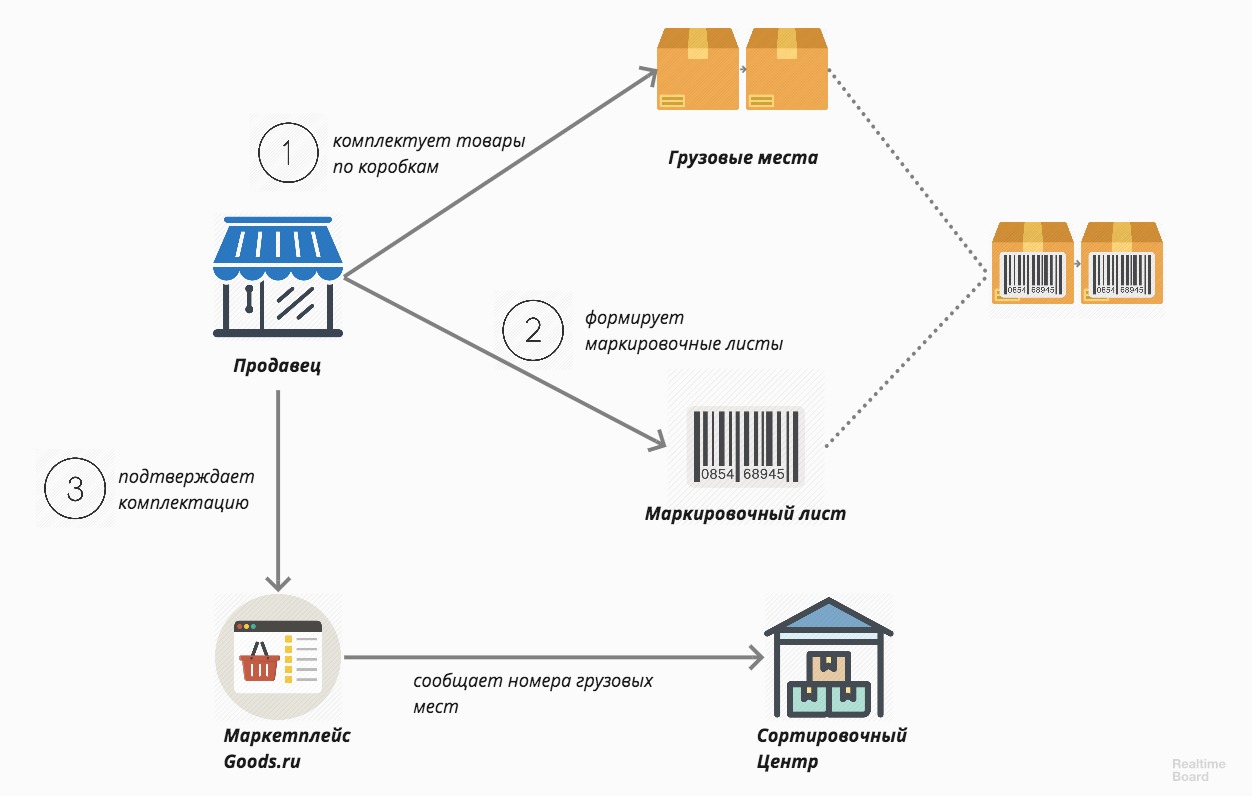 1
комплектует товары
по коробкам
Грузовые места
0854 68945
0854 68945
2
формирует
маркировочные листы
Продавец
0854 68945
3
подтверждает
комплектацию
Маркировочный лист
сообщает номера грузовых
мест
Маркетплейс
Goods.ru
Сортировочный
Центр
Realtime
Board